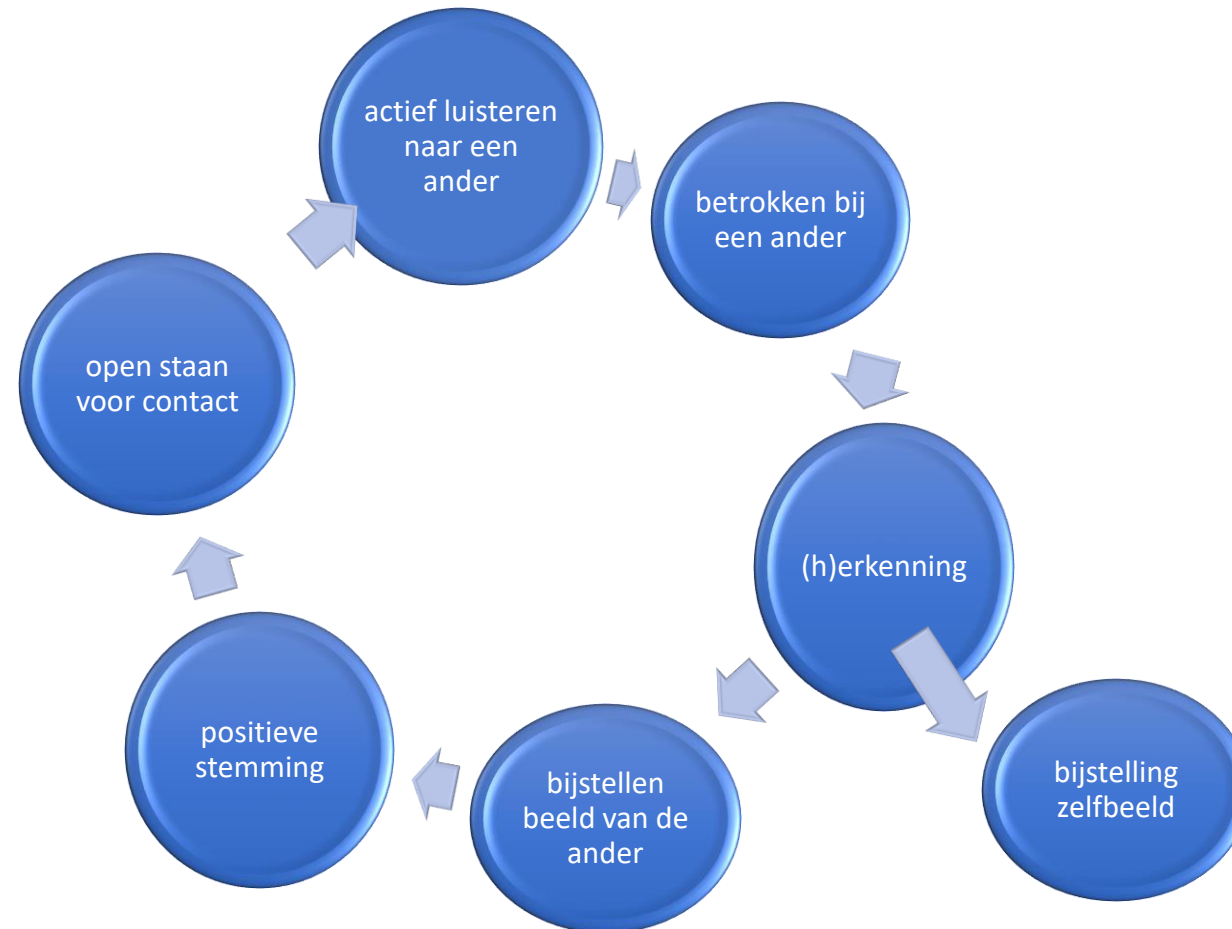 actief luisteren
naar een
ander
betrokken bij
een ander
(h)erkenning
bijstelling
zelfbeeld
bijstellen
beeld van de
ander
positieve
stemming
open staan
voor contact